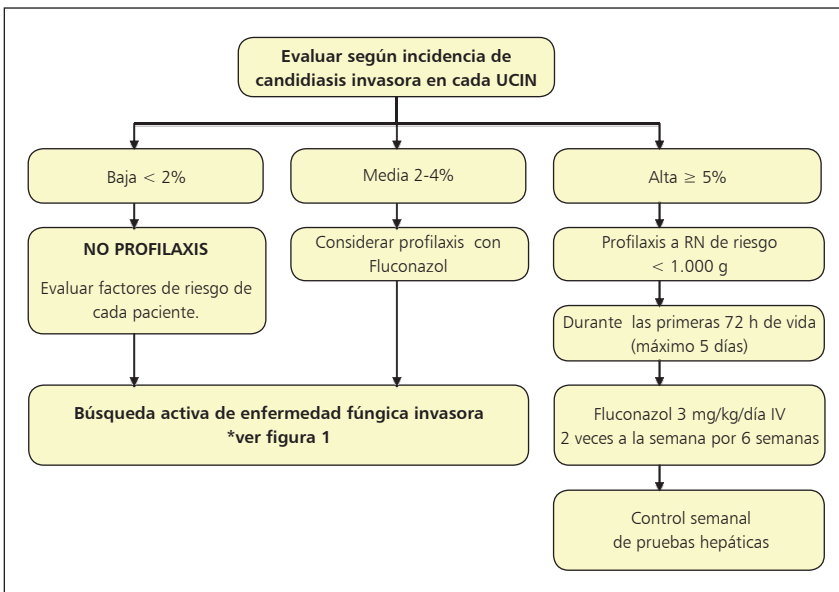 Evaluar según incidencia de
candidiasis invasora en cada UCIN
Baja < 2%
Media 2-4%
Alta ≥ 5%
NO PROFILAXIS
Evaluar factores de riesgo de
cada paciente.
Considerar profilaxis con
Fluconazol
Profilaxis a RN de riesgo
< 1.000 g
Durante las primeras 72 h de vida
(máximo 5 días)
Búsqueda activa de enfermedad fúngica invasora
*ver figura 1
Fluconazol 3 mg/kg/día IV
2 veces a la semana por 6 semanas
Control semanal
de pruebas hepáticas